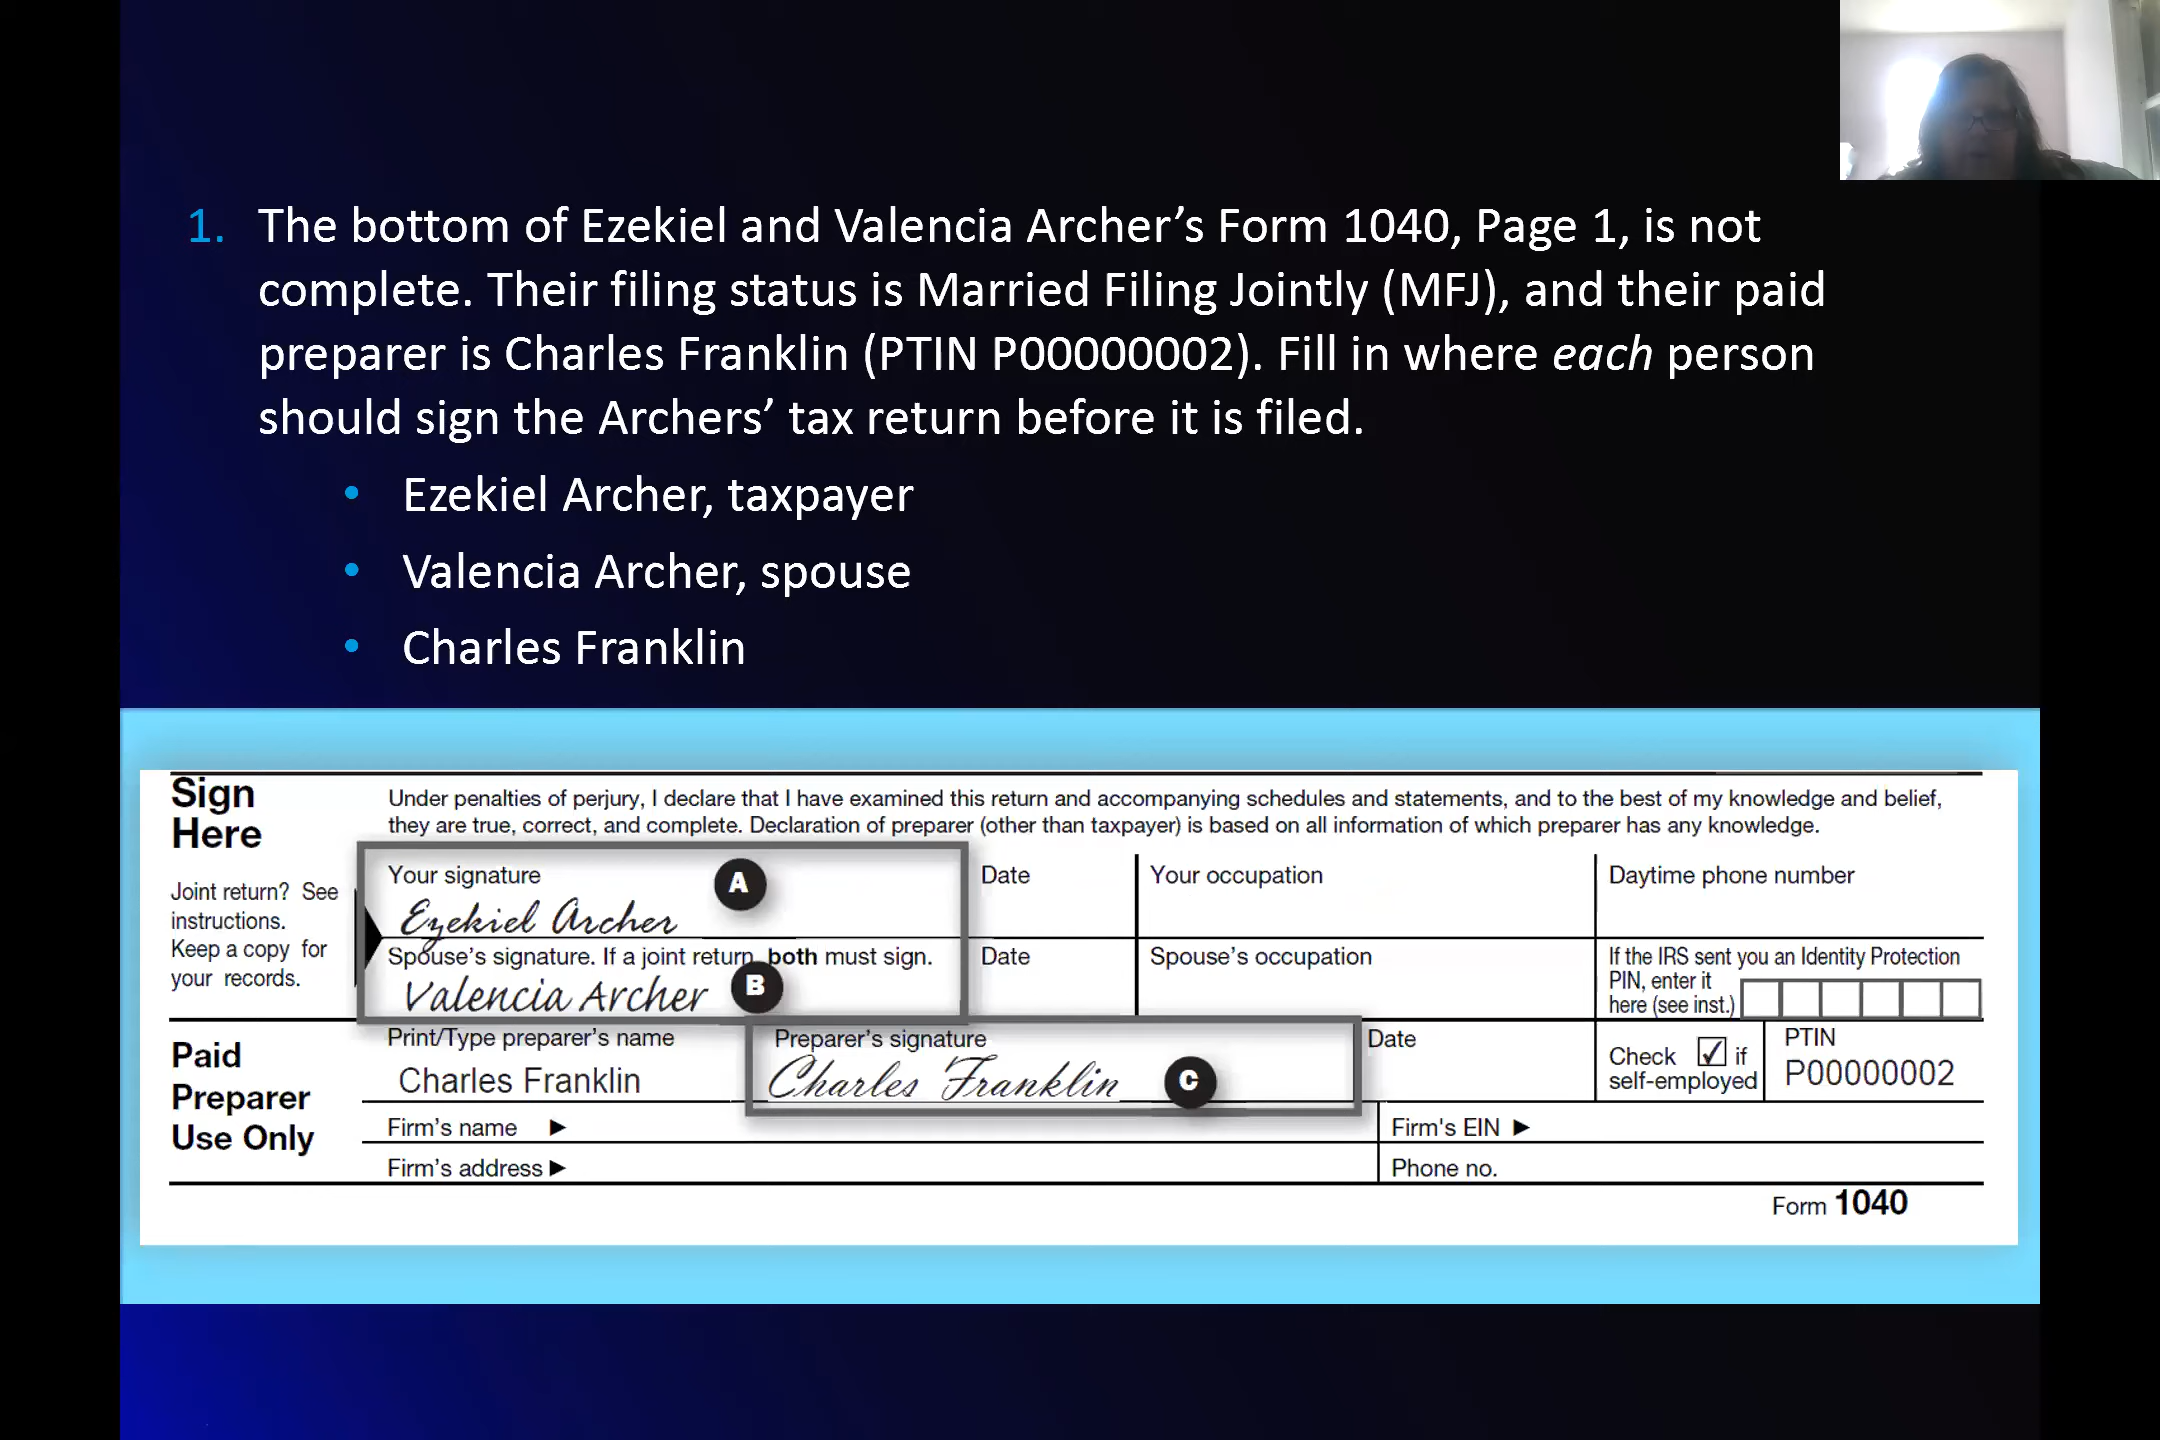 1. The bottom of Ezekiel and Valencia Archer’s Form 1040, Page 1, is not
complete. Their filing status is Married Filing Jointly (MFJ), and their paid
preparer is Charles Franklin (PTIN P00000002). Fill in where each person
should sign the Archers’ tax return before it is filed.
• Ezekiel Archer, taxpayer
• Valencia Archer, spouse
• Charles Franklin
Sign
Here
Under penalties of perjury, I declare that I have examined this return and accompanying schedules and statements, and to the best of my knowledge and belief,
they are true, correct, and complete. Declaration of preparer (other than taxpayer) is based on all information of which preparer has any knowledge.
Joint return? See
instructions.
Keep a copy for
your records.
Your signature A
Ezekiel Archer
Date
Your occupation
Daytime phone number
Spouse’s signature. If a joint return, both must sign.
Valencia Archer B
Date
Spouse’s occupation
If the IRS sent you an Identity Protection
PIN, enter it
here (see inst.)
Paid
Preparer
Use Only
Print/Type preparer’s name
Charles Franklin
Preparer’s signature
Charles Franklin C
Date
Check ✓ if
self-employed
PTIN
P00000002
Firm’s name ▶
Firm's EIN ▶
Firm’s address ▶
Phone no.
Form 1040